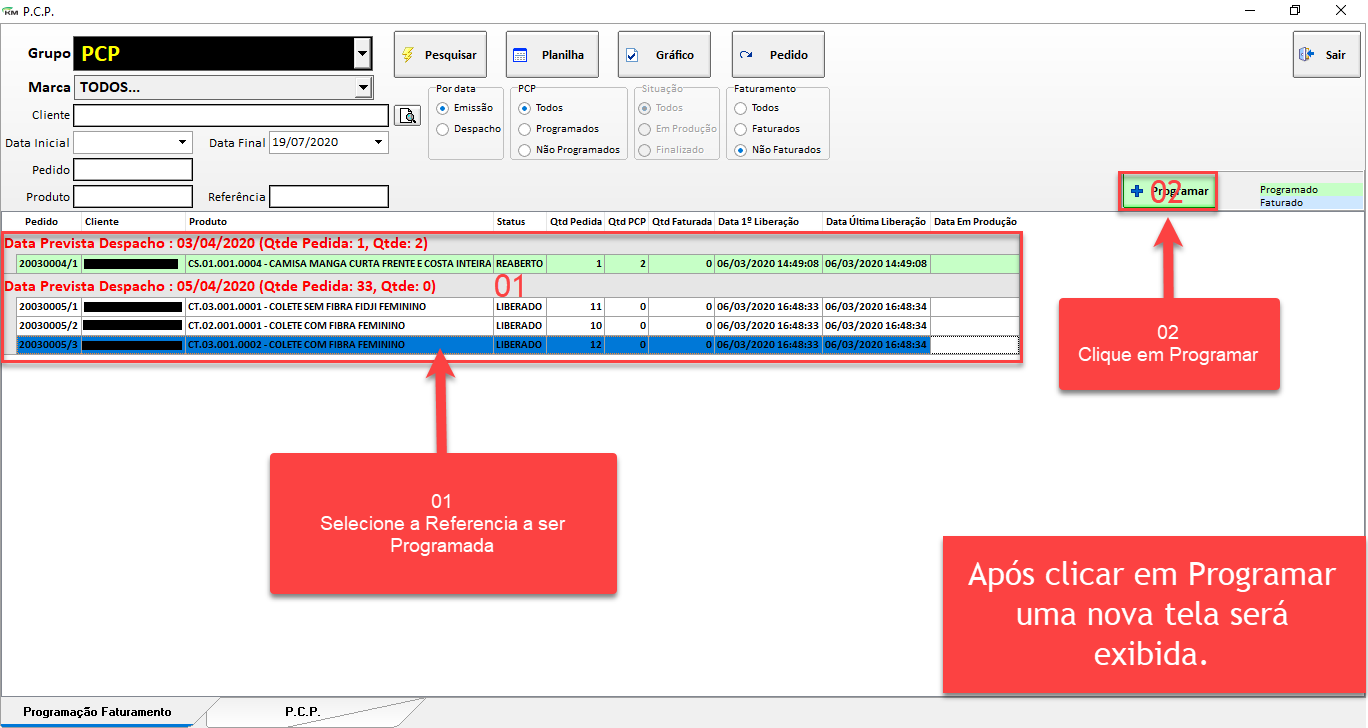 KM P.C.P.
Grupo PCP Pesquisar Planilha Gráfico Pedido Sair
Marca TODOS...
Cliente
Data Inicial Data Final 19/07/2020
Pedido
Produto Referência
Por data
Emissão
Despacho
PCP
Todos
Programados
Não Programados
Situação
Todos
Em Produção
Finalizado
Faturamento
Todos
Faturados
Não Faturados
Programar
02
Programado
Faturado
Pedido Cliente Produto Status Qtd Pedida Qtd PCP Qtd Faturada Data 1º Liberação Data Última Liberação Data Em Produção
Data Prevista Despacho : 03/04/2020 (Qtde Pedida: 1, Qtde: 2)
20030004/1 CS.01.001.0004 - CAMISA MANGA CURTA FRENTE E COSTA INTEIRA REABERTO 1 2 0 06/03/2020 14:49:08 06/03/2020 14:49:08
Data Prevista Despacho : 05/04/2020 (Qtde Pedida: 33, Qtde: 0)
01
20030005/1 CT.03.001.0001 - COLETE SEM FIBRA FIDJI FEMININO LIBERADO 11 0 0 06/03/2020 16:48:33 06/03/2020 16:48:34
20030005/2 CT.02.001.0001 - COLETE COM FIBRA FEMININO LIBERADO 10 0 0 06/03/2020 16:48:33 06/03/2020 16:48:34
20030005/3 CT.03.001.0002 - COLETE COM FIBRA FEMININO LIBERADO 12 0 0 06/03/2020 16:48:33 06/03/2020 16:48:34
02
Clique em Programar
01
Selecione a Referencia a ser
Programada
Após clicar em Programar
uma nova tela será
exibida.
Programação Faturamento P.C.P.